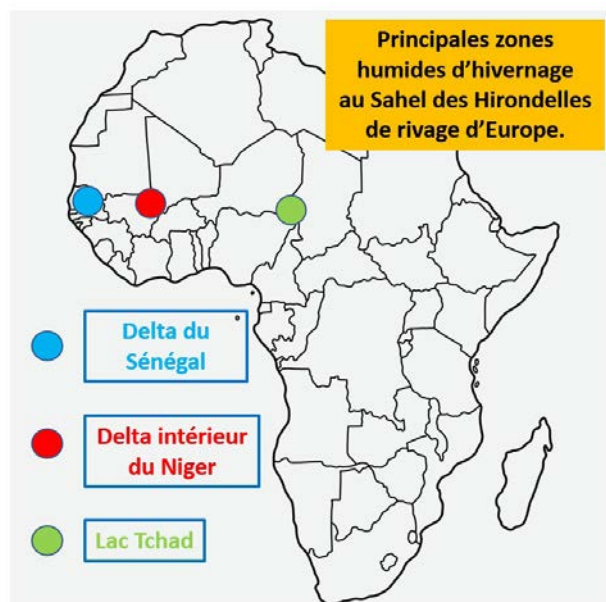 Principales zones
humides d’hivernage
au Sahel des Hirondelles
de rivage d’Europe.
Delta du
Sénégal
Delta intérieur
du Niger
Lac Tchad